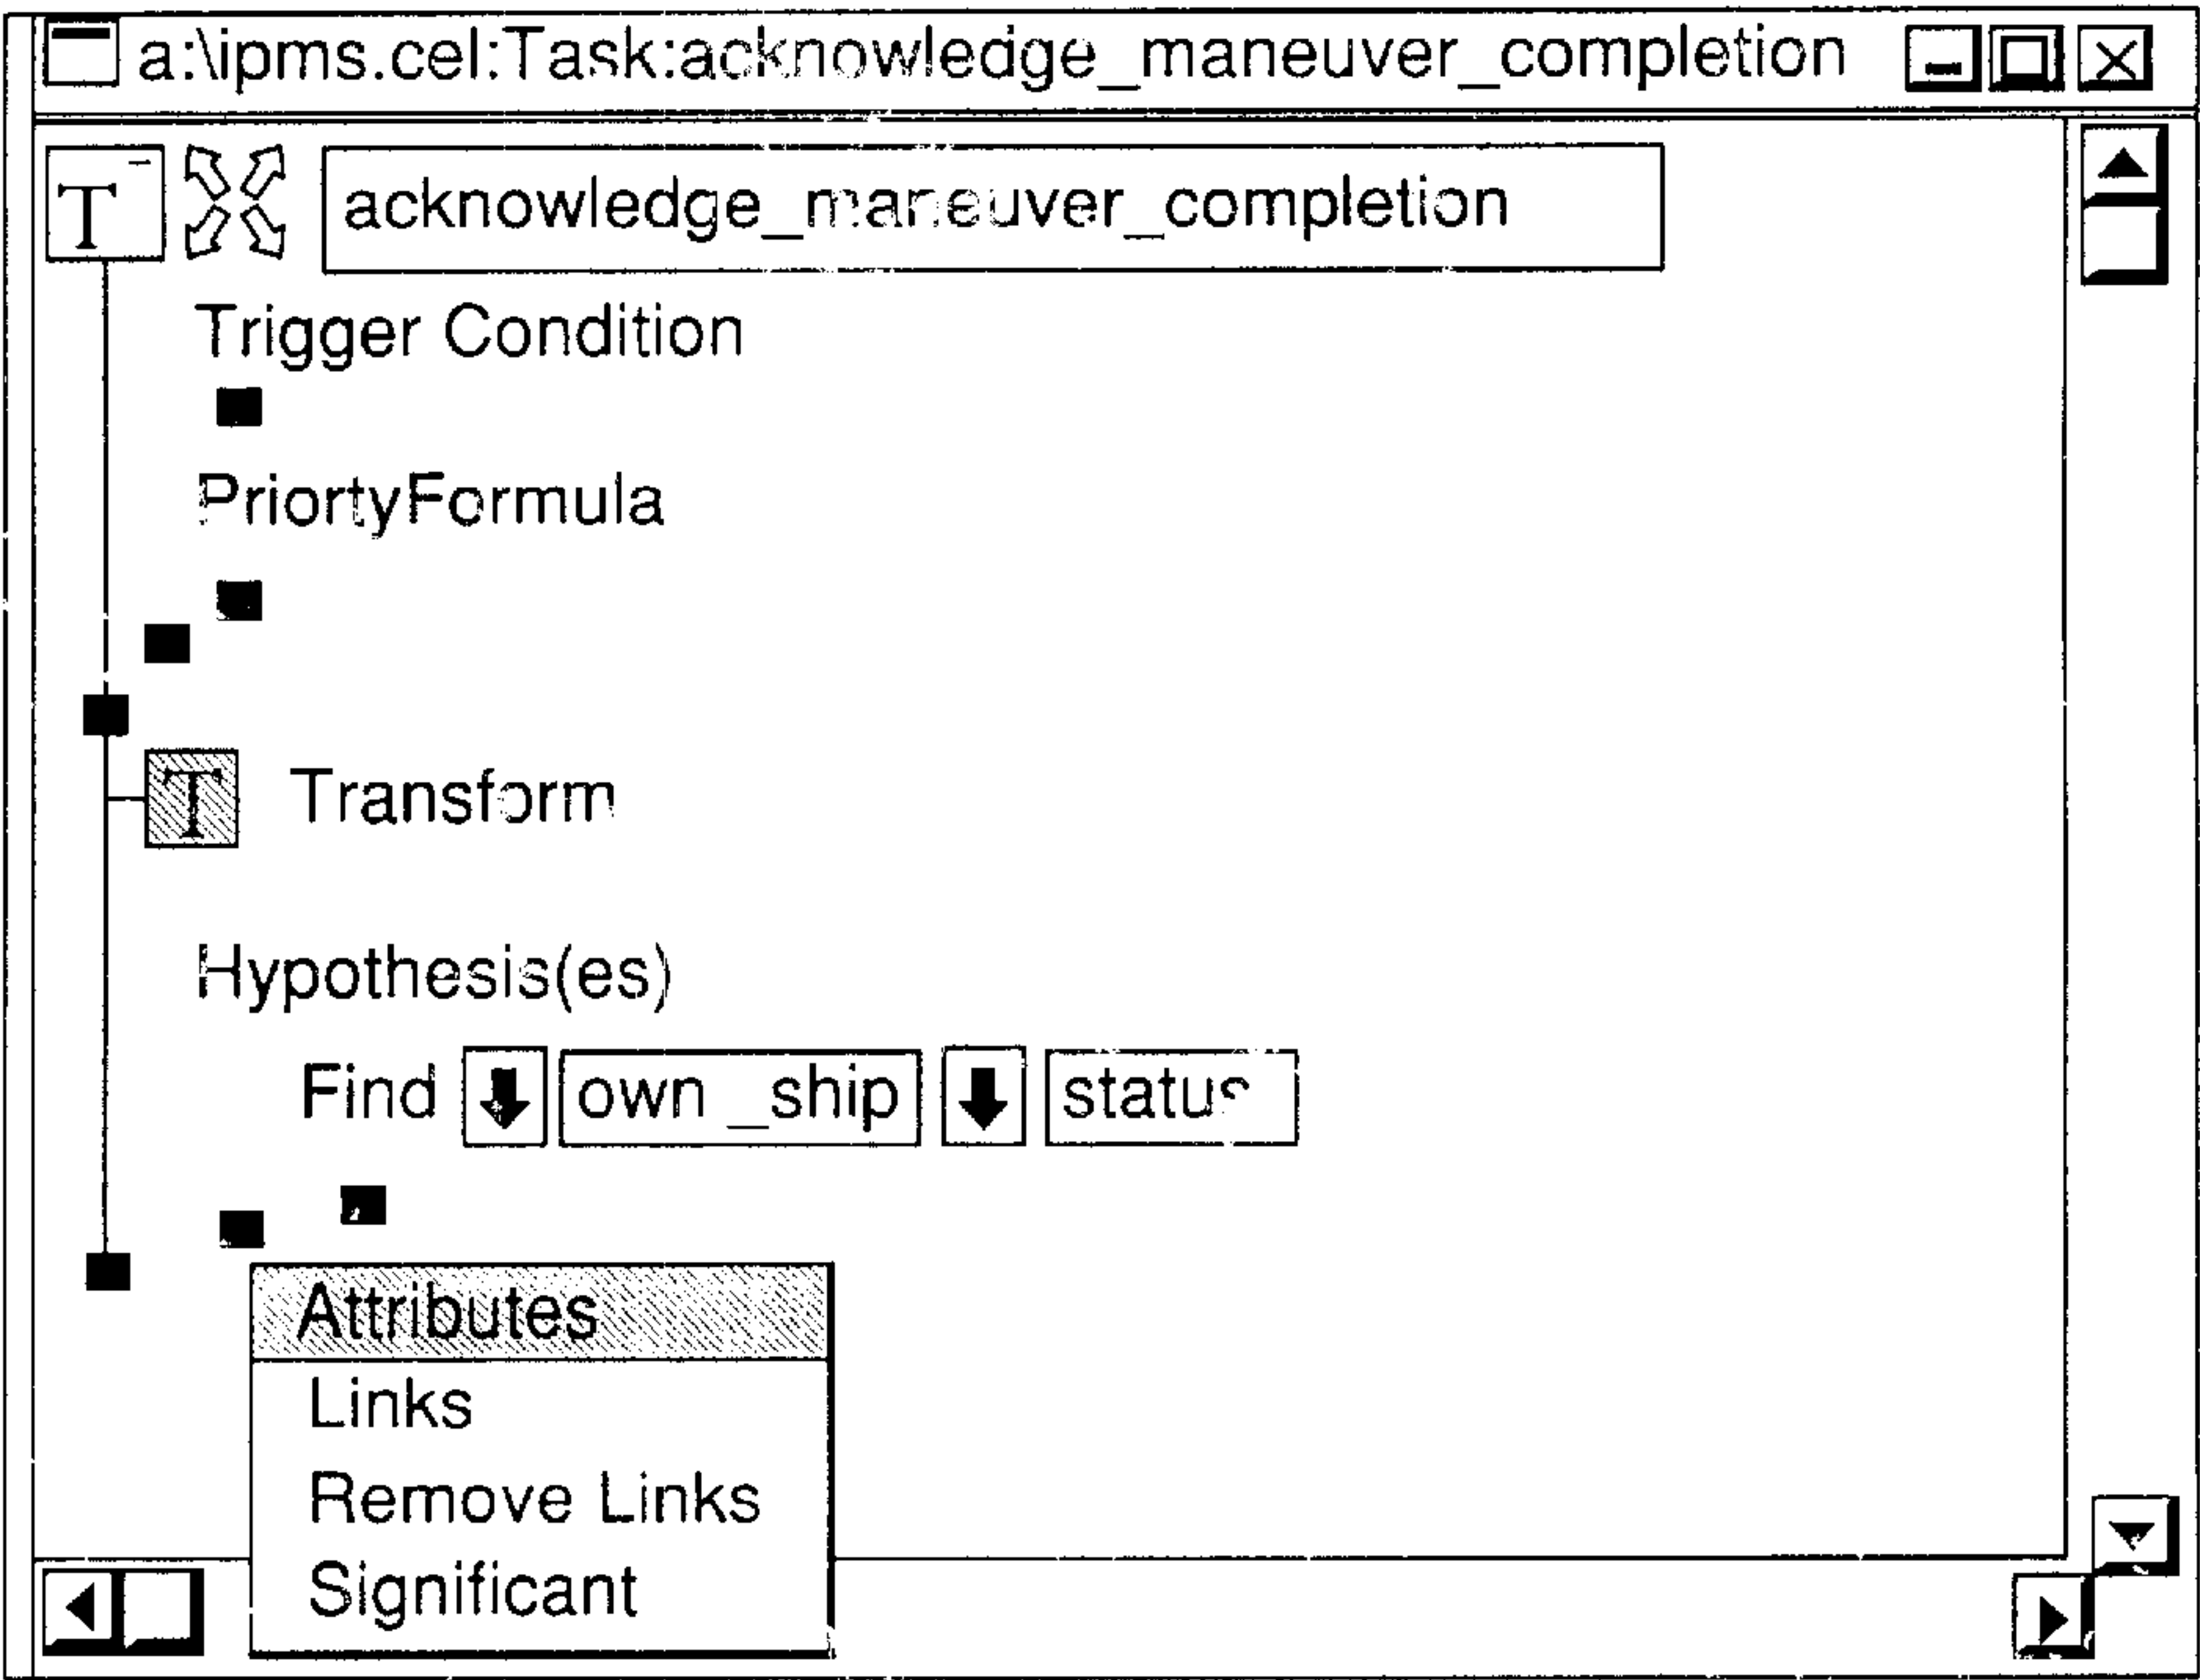 a:\ipms.cel:Task:acknowledge_maneuver_completion
T acknowledge_maneuver_completion
Trigger Condition
PriortyFormula
T Transform
Hypothesis(es)
Find own _ship status
Attributes
Links
Remove Links
Significant